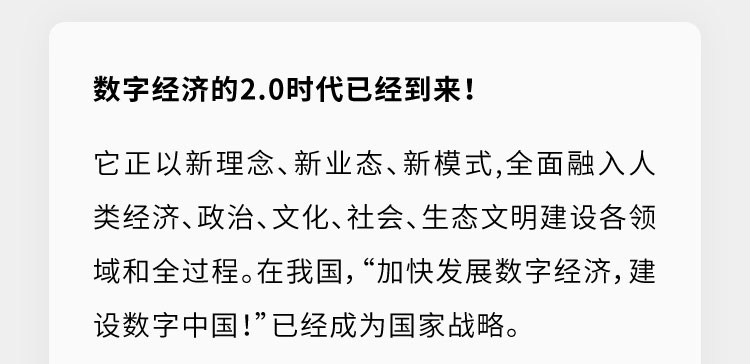 数字经济的2.0时代已经到来！
它正以新理念、新业态、新模式,全面融入人
类经济、政治、文化、社会、生态文明建设各领
域和全过程。在我国，“加快发展数字经济，建
设数字中国！”已经成为国家战略。